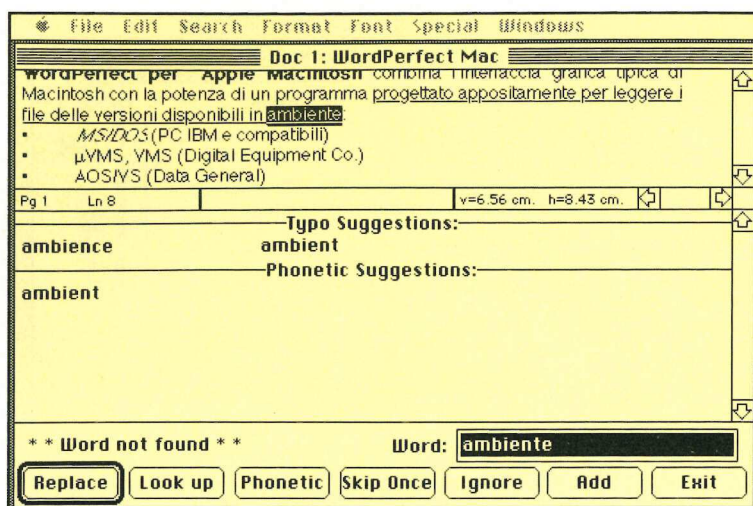 File Edit Search Format Font Special Windows
Doc 1: WordPerfect Mac
WordPerfect per Apple Macintosh combina l'interfaccia grafica tipica di
Macintosh con la potenza di un programma progettato appositamente per leggere i
file delle versioni disponibili in ambiente:
• MS/DOS (PC IBM e compatibili)
• µVMS, VMS (Digital Equipment Co.)
• AOS/VS (Data General)
Pg 1 Ln 8 v=6.56 cm. h=8.43 cm.
Typo Suggestions:
ambience ambient
Phonetic Suggestions:
ambient
* * Word not found * * Word: ambiente
Replace Look up Phonetic Skip Once Ignore Add Exit